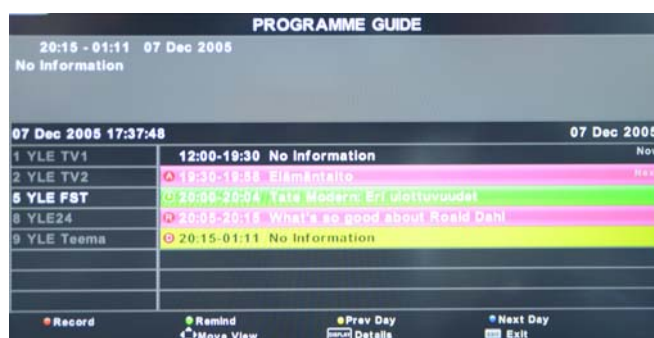 PROGRAMME GUIDE
20:15 - 01:11 07 Dec 2005
No Information
07 Dec 2005 17:37:48 07 Dec 2005
1 YLE TV1 12:00-19:30 No Information
2 YLE TV2 19:30-19:58 Elämäntaito
5 YLE FST 20:00-20:04 Tate Modern: Eri ulottuvuudet
8 YLE24 R 20:05-20:15 What's so good about Roald Dahl
9 YLE Teema 20:15-01:11 No Information
Record Remind Prev Day Next Day
Move View DISPLAY Details EXIT Exit